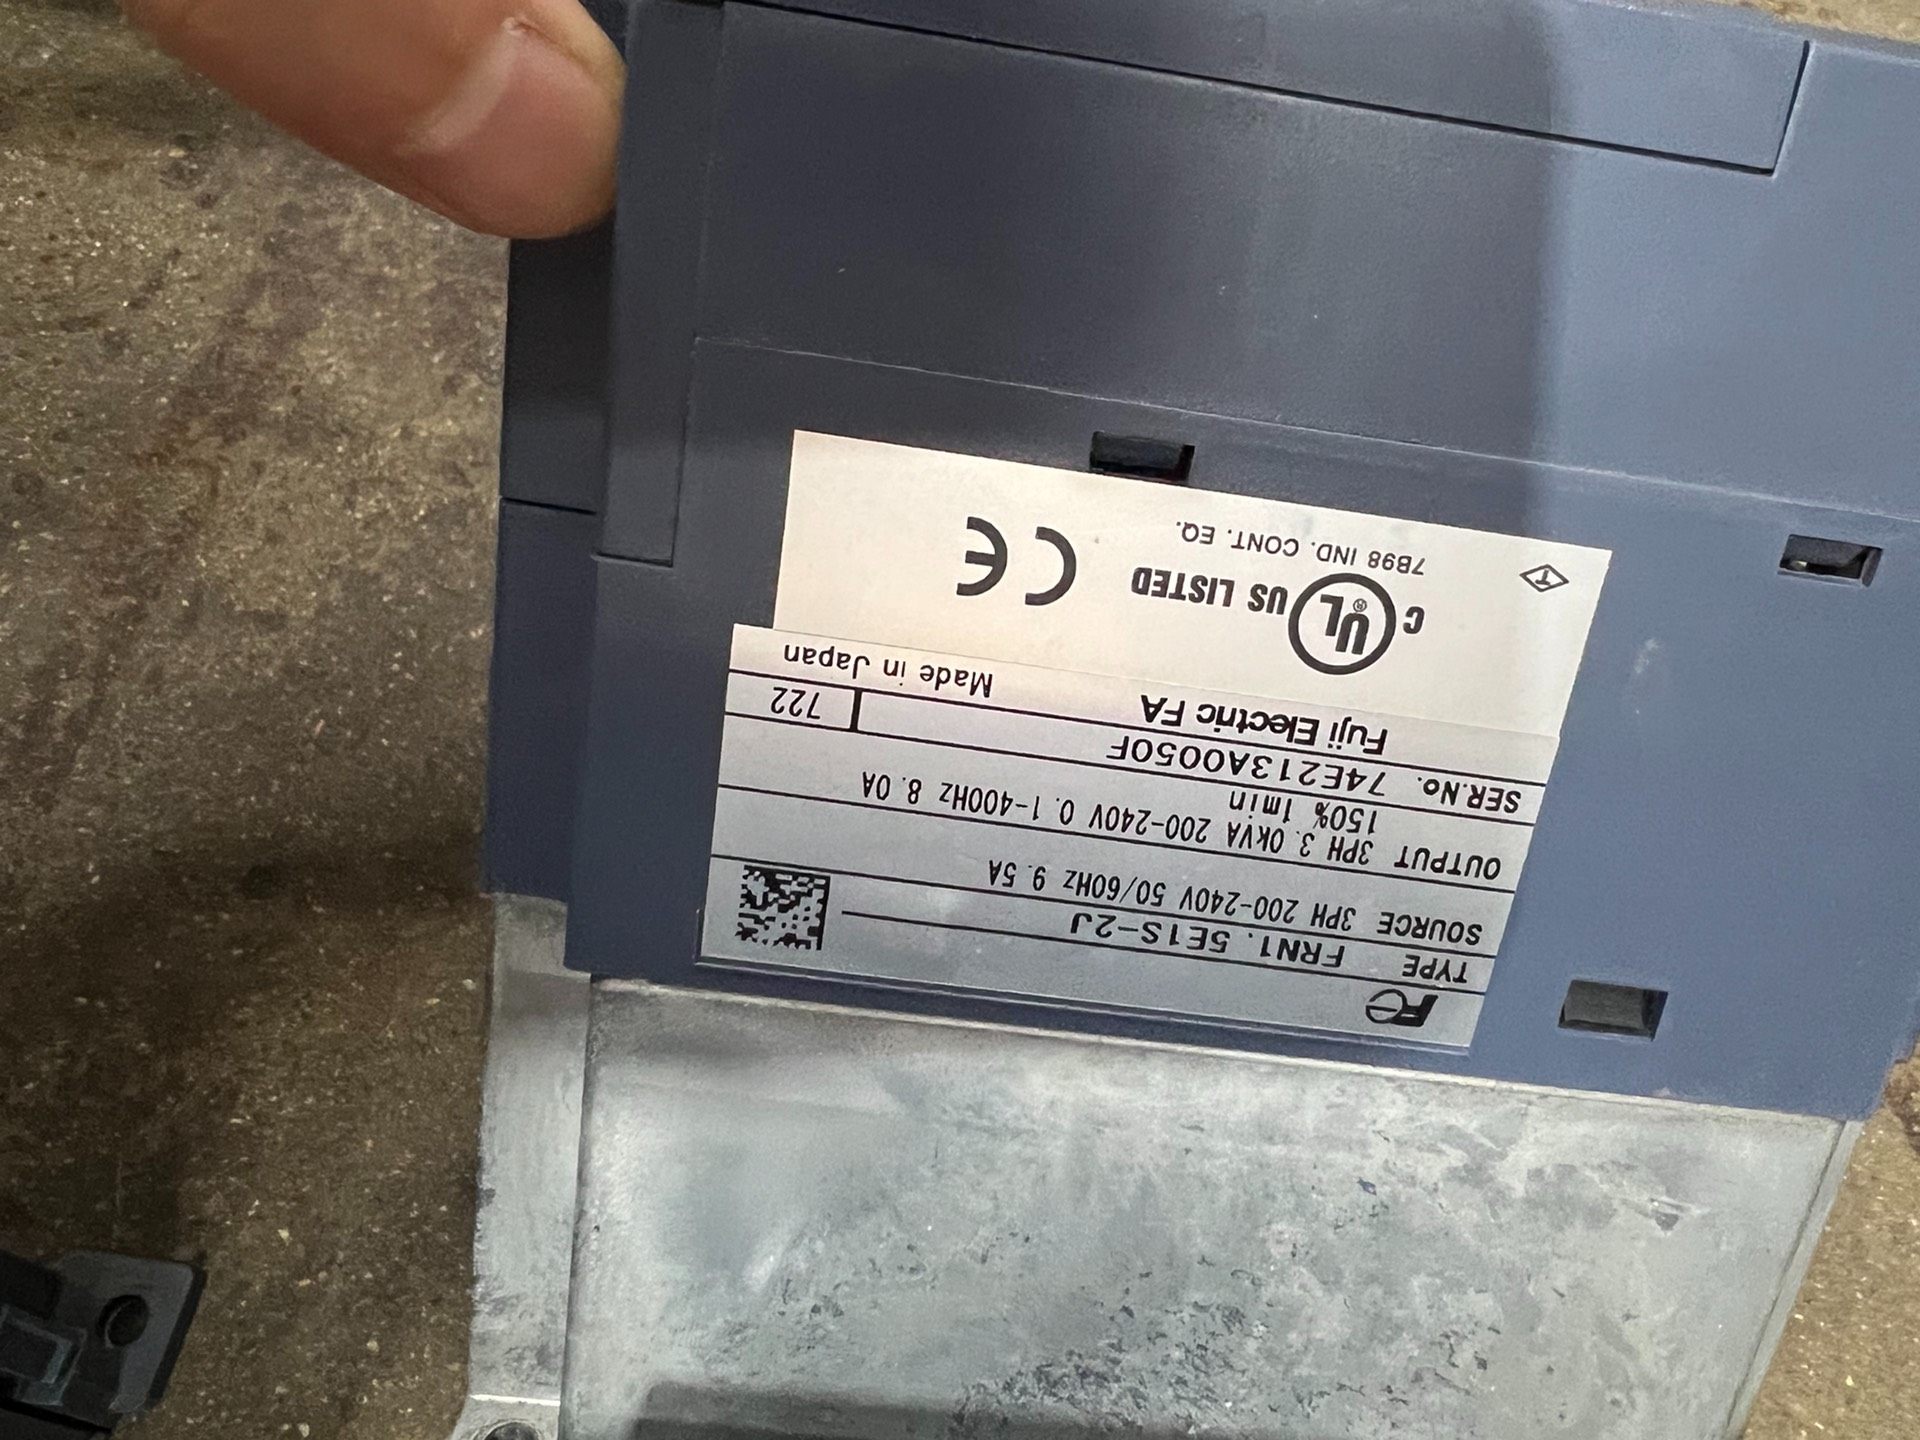 Fe
TYPE FRN1.5E1S-2J
SOURCE 3PH 200-240V 50/60Hz 9.5A
OUTPUT 3PH 3.0kVA 200-240V 0.1-400Hz 8.0A
150% 1min
SER.No. 74E213A0050F 722
Fuji Electric FA Made in Japan
C UL® US LISTED CE
7B98 IND. CONT. EQ.
T